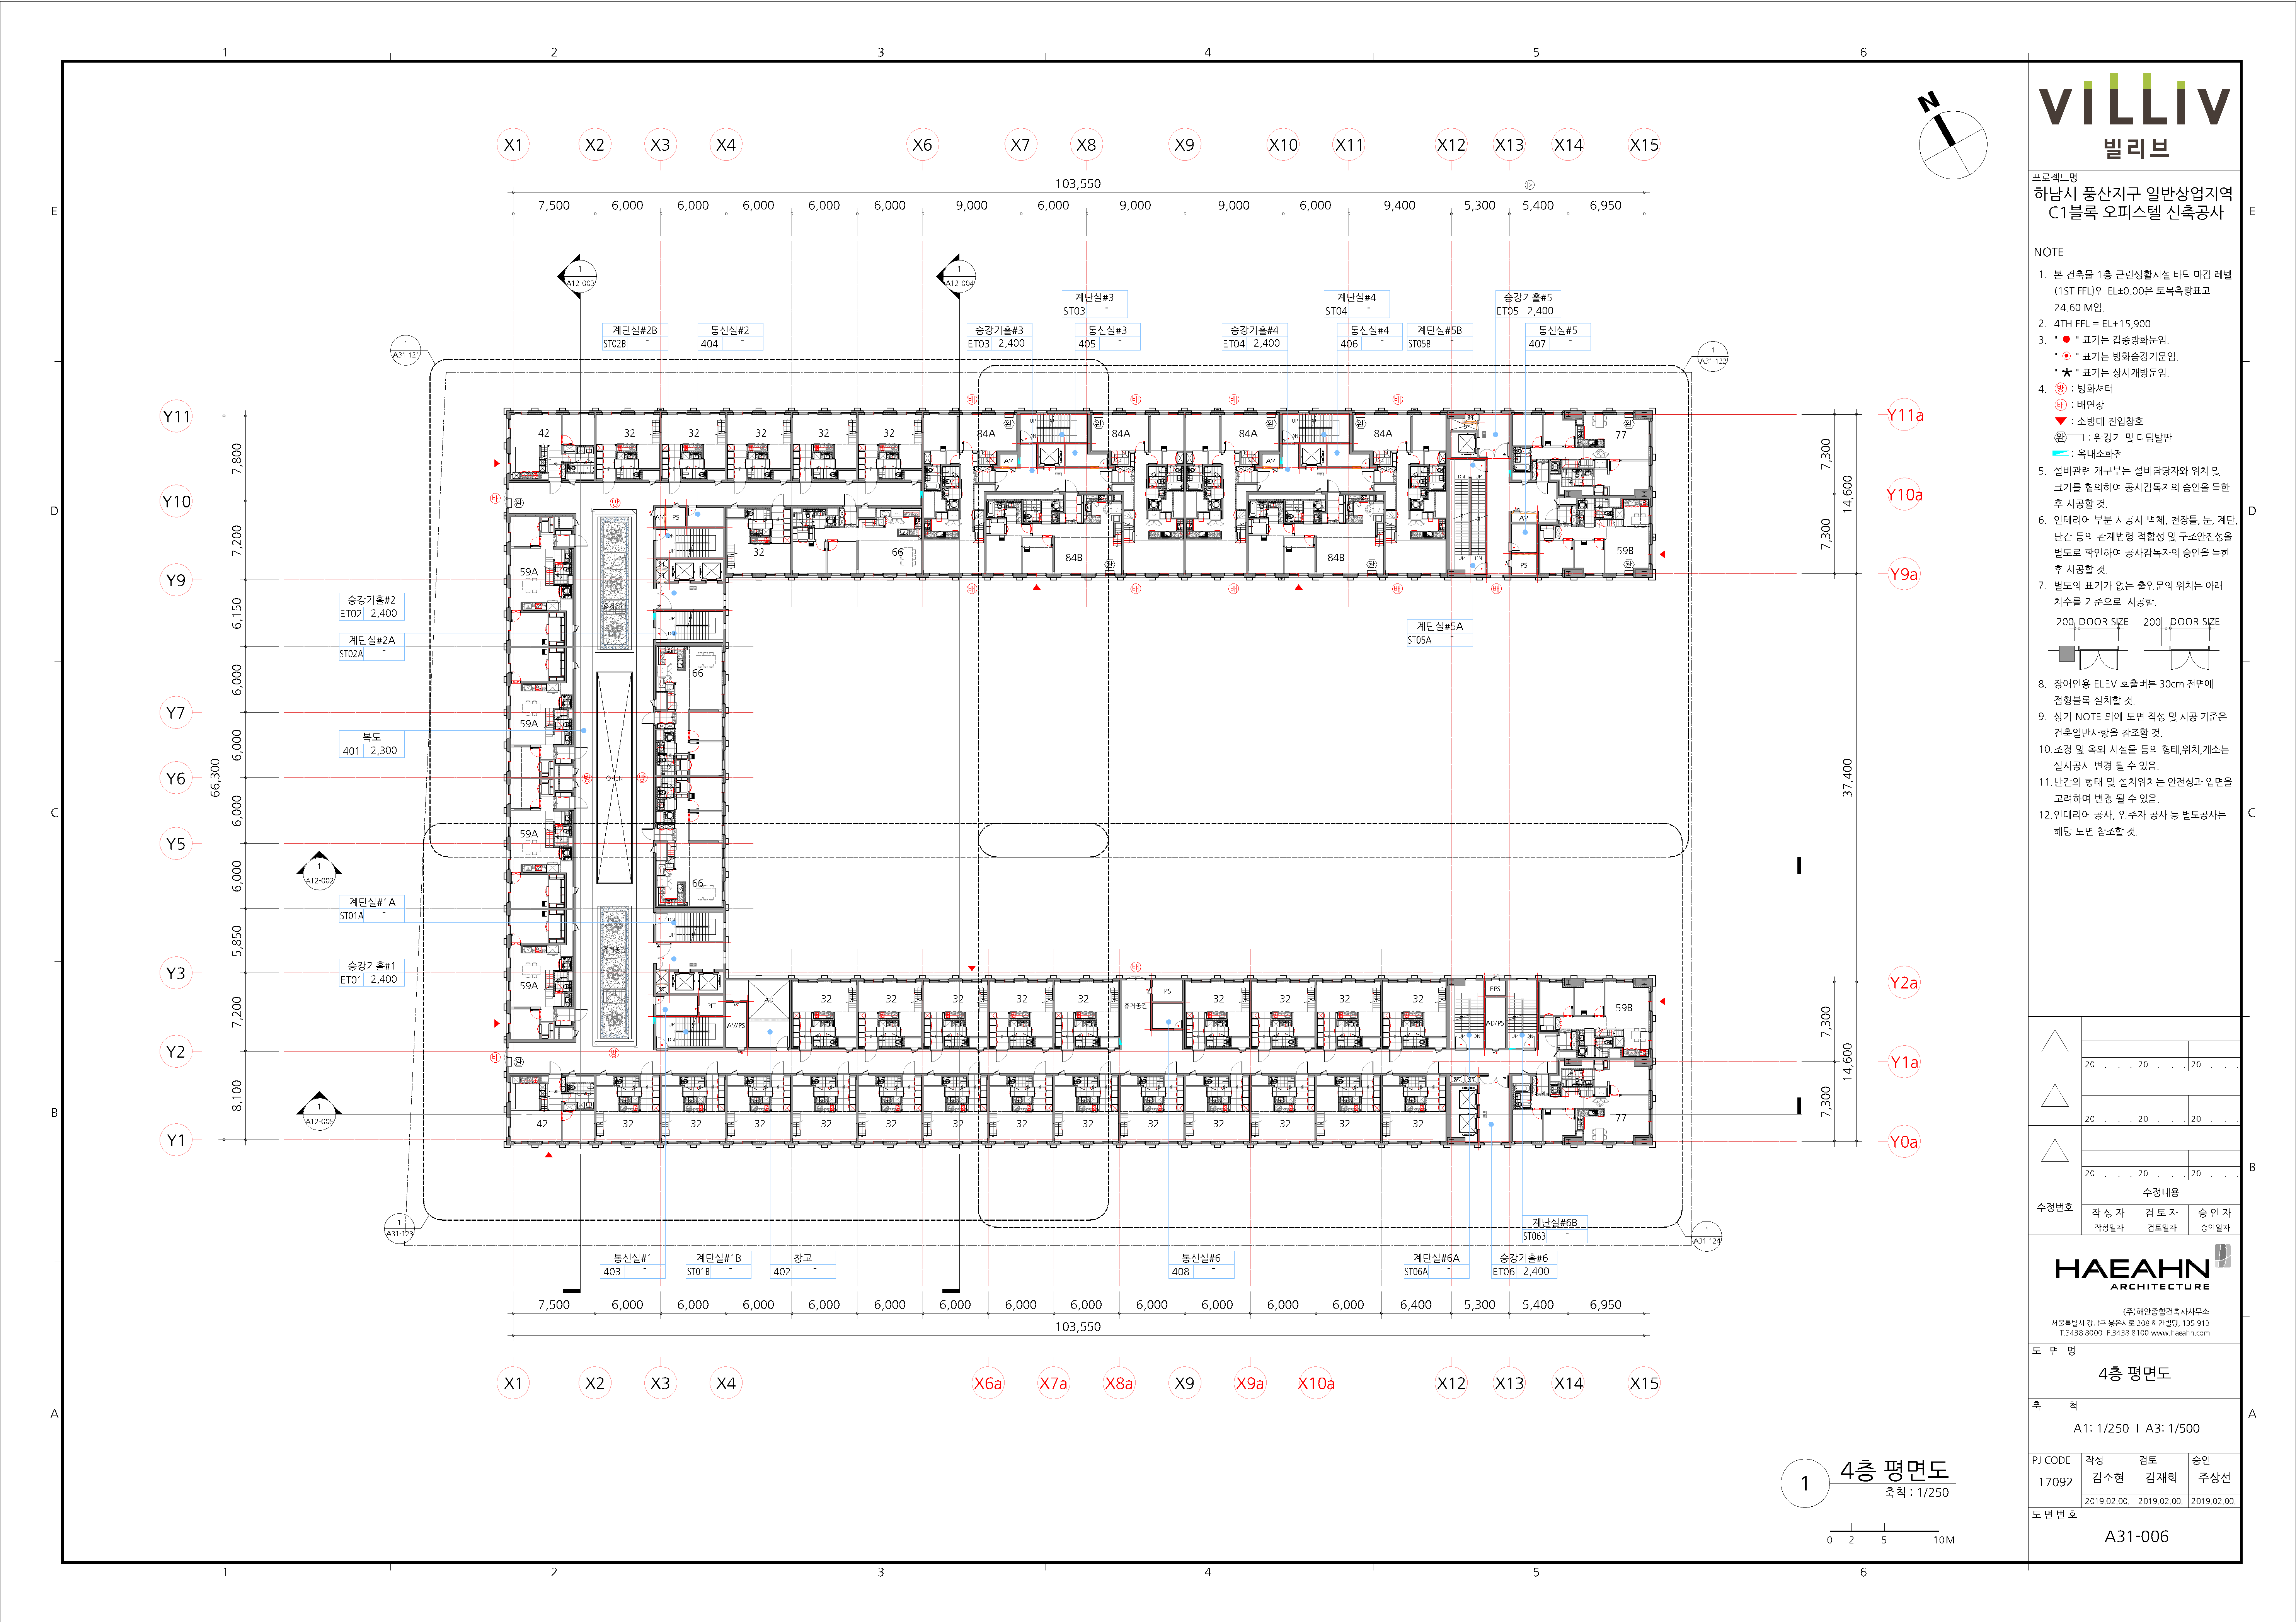 1 2 3 4 5 6
E
D
C
B
A
X1 X2 X3 X4 X6 X7 X8 X9 X10 X11 X12 X13 X14 X15
103,550
7,500 6,000 6,000 6,000 6,000 6,000 9,000 6,000 9,000 9,000 6,000 9,400 5,300 5,400 6,950
N
1
A12-003
1
A12-004
계단실#3
ST03 -
계단실#4
ST04 -
승강기홀#5
ET05 2,400
계단실#2B
ST02B -
통신실#2
404 -
승강기홀#3
ET03 2,400
통신실#3
405 -
승강기홀#4
ET04 2,400
통신실#4
406 -
계단실#5B
ST05B -
통신실#5
407 -
1
A31-121
1
A31-122
Y11
Y10
Y9
Y7
Y6
Y5
Y3
Y2
Y1
7,800
7,200
6,150
6,000
6,000
6,000
6,000
5,850
7,200
8,100
66,300
Y11a
Y10a
Y9a
Y2a
Y1a
Y0a
7,300
7,300
14,600
37,400
7,300
7,300
14,600
42 32 32 32 32 32 84A 84A 84A 84A 77
32 66 84B 84B 59B
AV PS
AV
AV
AV
PS
UP
DN
59A
59A
59A
59A
66
66
OPEN
휴게공간
휴게공간
승강기홀#2
ET02 2,400
계단실#2A
ST02A -
복도
401 2,300
계단실#5A
ST05A -
1
A12-002
계단실#1A
ST01A -
승강기홀#1
ET01 2,400
1
A12-005
PIT
AV/PS
AD
휴게공간
PS
EPS
AD/PS
32 32 32 32 32 32 32 32 32 59B
42 32 32 32 32 32 32 32 32 32 32 32 32 32 77
1
A31-123
1
A31-124
통신실#1
403 -
계단실#1B
ST01B -
창고
402 -
통신실#6
408 -
계단실#6A
ST06A -
승강기홀#6
ET06 2,400
계단실#6B
ST06B -
7,500 6,000 6,000 6,000 6,000 6,000 6,000 6,000 6,000 6,000 6,000 6,000 6,000 6,400 5,300 5,400 6,950
103,550
X1 X2 X3 X4 X6a X7a X8a X9 X9a X10a X12 X13 X14 X15
1
4층 평면도
축척 : 1/250
0 2 5 10M
1 2 3 4 5 6
VILLIV
빌리브
프로젝트명
하남시 풍산지구 일반상업지역
C1블록 오피스텔 신축공사
NOTE
1. 본 건축물 1층 근린생활시설 바닥 마감 레벨
(1ST FFL)인 EL±0.00은 토목측량표고
24.60 M임.
2. 4TH FFL = EL+15,900
3. " " 표기는 갑종방화문임.
" " 표기는 방화승강기문임.
" * " 표기는 상시개방문임.
4. 방 : 방화셔터
배 : 배연창
: 소방대 진입창호
완 : 완강기 및 디딤발판
: 옥내소화전
5. 설비관련 개구부는 설비담당자와 위치 및
크기를 협의하여 공사감독자의 승인을 득한
후 시공할 것.
6. 인테리어 부분 시공시 벽체, 천장틀, 문, 계단,
난간 등의 관계법령 적합성 및 구조안전성을
별도로 확인하여 공사감독자의 승인을 득한
후 시공할 것.
7. 별도의 표기가 없는 출입문의 위치는 아래
치수를 기준으로 시공함.
200 DOOR SIZE 200 DOOR SIZE
8. 장애인용 ELEV 호출버튼 30cm 전면에
점형블록 설치할 것.
9. 상기 NOTE 외에 도면 작성 및 시공 기준은
건축일반사항을 참조할 것.
10.조경 및 옥외 시설물 등의 형태,위치,개소는
실시공시 변경 될 수 있음.
11.난간의 형태 및 설치위치는 안전성과 입면을
고려하여 변경 될 수 있음.
12.인테리어 공사, 입주자 공사 등 별도공사는
해당 도면 참조할 것.
20 . . . 20 . . . 20 . . .
20 . . . 20 . . . 20 . . .
20 . . . 20 . . . 20 . . .
수정번호
수정내용
작 성 자 검 토 자 승 인 자
작성일자 검토일자 승인일자
HAEAHN
ARCHITECTURE
(주)해안종합건축사사무소
서울특별시 강남구 봉은사로 208 해안빌딩, 135-913
T.3438 8000 F.3438 8100 www.haeahn.com
도 면 명
4층 평면도
축 척
A1: 1/250 I A3: 1/500
PJ CODE 작성 검토 승인
17092 김소현 김재희 주상선
2019.02.00. 2019.02.00. 2019.02.00.
도 면 번 호
A31-006